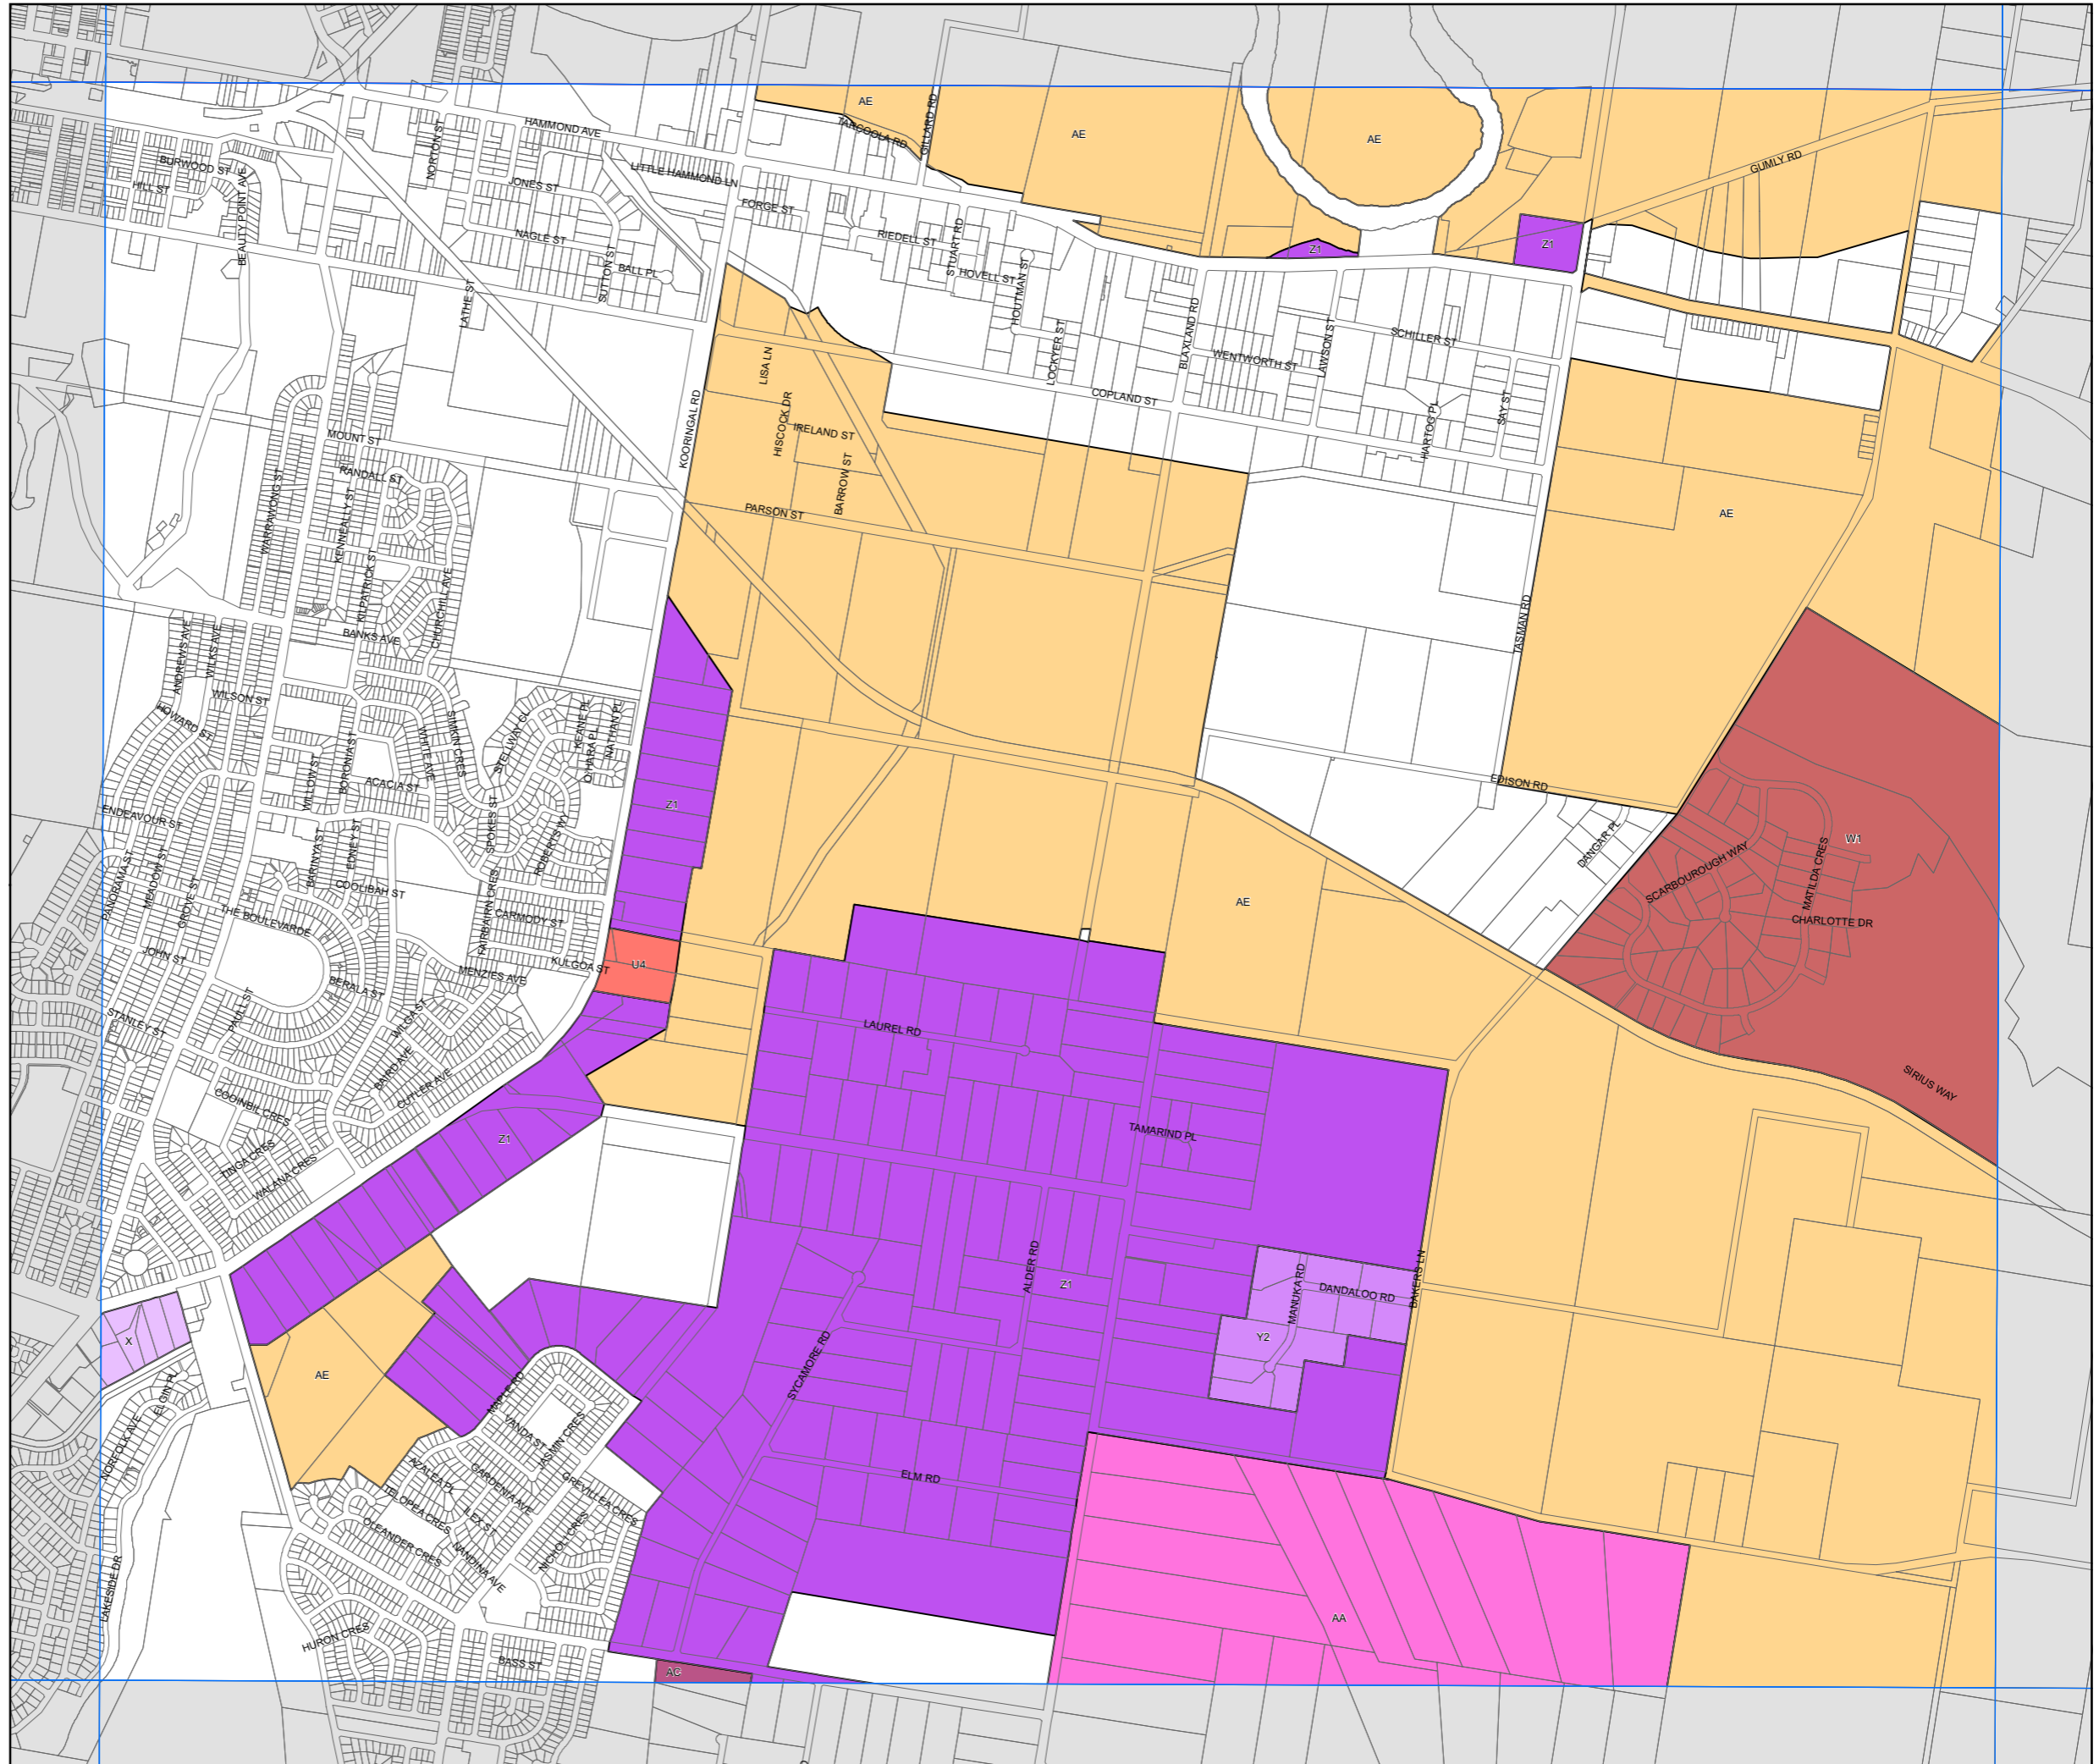 AE
TARCOOLA RD
GILLARD RD
AE
AE
HAMMOND AVE
NORTON ST
LITTLE HAMMOND LN
GUMLY RD
BURWOOD ST
HILL ST
BEAUTY POINT AVE
JONES ST
FORGE ST
NAGLE ST
SUTTON ST
BALL PL
RIEDELL ST
STUART RD
HOVELL ST
HOUTMAN ST
Z1
Z1
LATHE ST
LISA LN
LOCKYER ST
BLAXLAND RD
WENTWORTH ST
LAWSON ST
SCHILLER ST
COPLAND ST
HARTOG PL
SAY ST
KOORINGAL RD
HISCOCK DR
IRELAND ST
BARROW ST
PARSON ST
AE
MOUNT ST
RANDALL ST
WARRAWONG ST
KENNEALLY ST
KILPATRICK ST
CHURCHILL AVE
BANKS AVE
TASMAN RD
ANDREWS AVE
WILKS AVE
WILSON ST
HOWARD ST
SIMKIN CRES
WHITE AVE
STELLWAY CL
KEANE PL
O'HARA PL
NATHAN PL
WILLOW ST
BORONIA ST
ACACIA ST
Z1
EDISON RD
ENDEAVOUR ST
SPOKES ST
ROBERTS WY
BARINYA ST
EDNEY ST
COOLIBAH ST
PANORAMA ST
MEADOW ST
GROVE ST
THE BOULEVARDE
FAIRBAIRN CRES
CARMODY ST
DANGAR PL
W1
SCARBOUROUGH WAY
MATILDA CRES
CHARLOTTE DR
AE
JOHN ST
BERALA ST
MENZIES AVE
KULGOA ST
U4
STANLEY ST
PAULL ST
WILGA ST
BAIRD AVE
CUTLER AVE
LAUREL RD
SIRIUS WAY
COOINBIL CRES
TINGA CRES
WALANA CRES
Z1
TAMARIND PL
ALDER RD
Z1
MANUKA RD
DANDALOO RD
BAKERS LN
Y2
X
AE
ELGIN PL
NORFOLK AVE
SYCAMORE RD
MAPLE RD
VANDA ST
JASMIN CRES
AZALEA PL
GARDENIA AVE
GREVILLEA CRES
TELOPEA CRES
ILEX ST
OLEANDER CRES
NANDINA AVE
NICHOLII CRES
ELM RD
LAKESIDE DR
HURON CRES
BASS ST
AC
AA